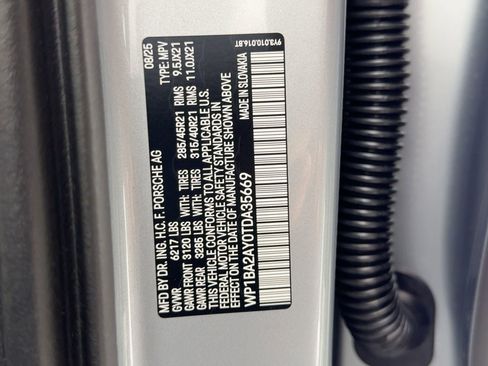 MFD BY DR. ING. H.C. F. PORSCHE AG 08/25
GVWR 6217 LBS TYPE: MPV
GAWR FRONT 3120 LBS WITH: TIRES 285/45R21 RIMS 9.5JX21
GAWR REAR 3285 LBS WITH: TIRES 315/40R21 RIMS 11.0JX21
THIS VEHICLE CONFORMS TO ALL APPLICABLE U.S.
FEDERAL MOTOR VEHICLE SAFETY STANDARDS IN
EFFECT ON THE DATE OF MANUFACTURE SHOWN ABOVE
WP1BA2AY0TDA35669 MADE IN SLOVAKIA
9Y3.010.016.BT